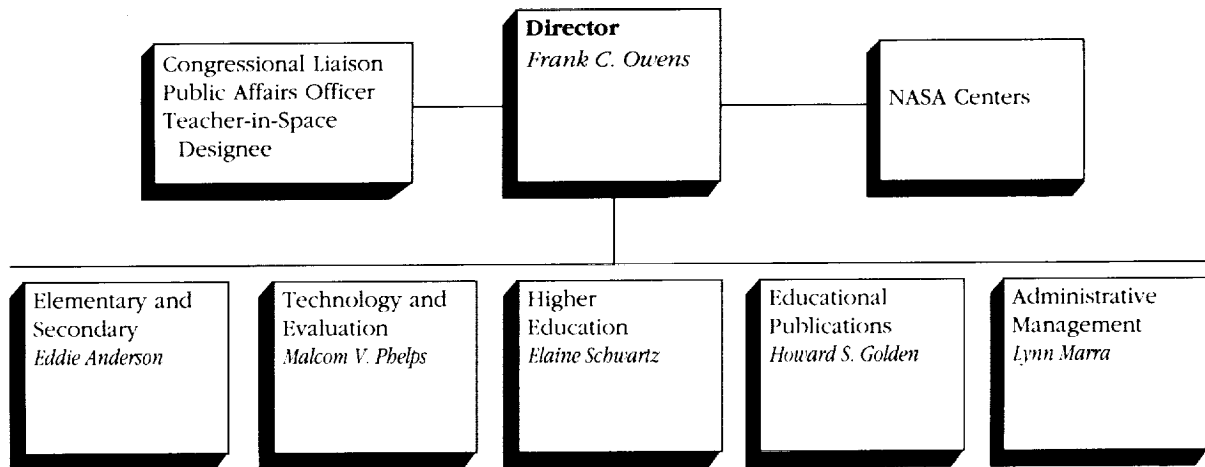 Congressional Liaison
Public Affairs Officer
Teacher-in-Space
Designee
Director
Frank C. Owens
NASA Centers
Elementary and
Secondary
Eddie Anderson
Technology and
Evaluation
Malcom V. Phelps
Higher
Education
Elaine Schwartz
Educational
Publications
Howard S. Golden
Administrative
Management
Lynn Marra